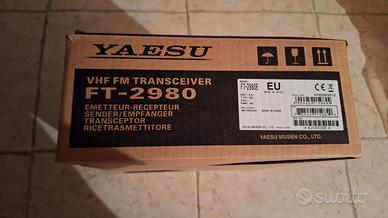 YAESU
VHF FM TRANSCEIVER
FT-2980
EMETTEUR-RECEPTEUR
SENDER/EMPFÄNGER
TRANSCEPTOR
RICETRASMETTITORE
FT-2980E
EU
CE
YAESU MUSEN CO., LTD.
subito